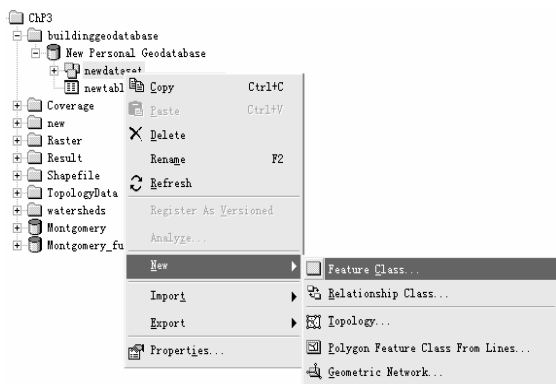 ChP3
buildinggeodatabase
New Personal Geodatabase
newdataset
newtabl
Coverage
new
Raster
Result
Shapefile
TopologyData
watersheds
Montgomery
Montgomery_fu
Copy Ctrl+C
Paste Ctrl+V
Delete
Rename F2
Refresh
Register As Versioned
Analyze...
New
Import
Export
Properties...
Feature Class...
Relationship Class...
Topology...
Polygon Feature Class From Lines...
Geometric Network...